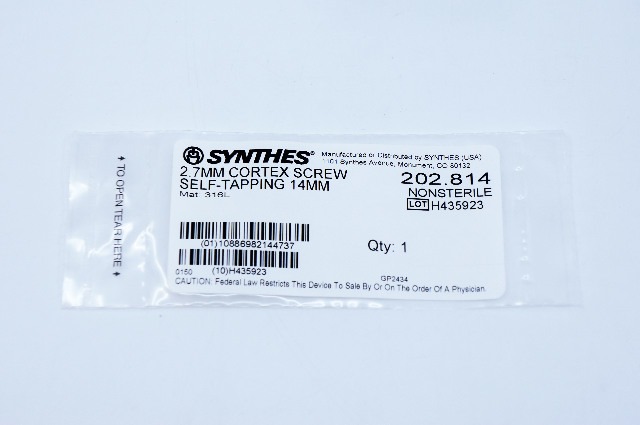 SYNTHES®
Manufactured or Distributed by SYNTHES (USA)
1101 Synthes Avenue, Monument, CO 80132
2.7MM CORTEX SCREW
SELF-TAPPING 14MM
Mat: 316L
202.814
NONSTERILE
LOT H435923
(01)10886982144737
Qty: 1
(10)H435923
0150
GP2434
CAUTION: Federal Law Restricts This Device To Sale By or On The Order Of A Physician.
TO OPEN TEAR HERE